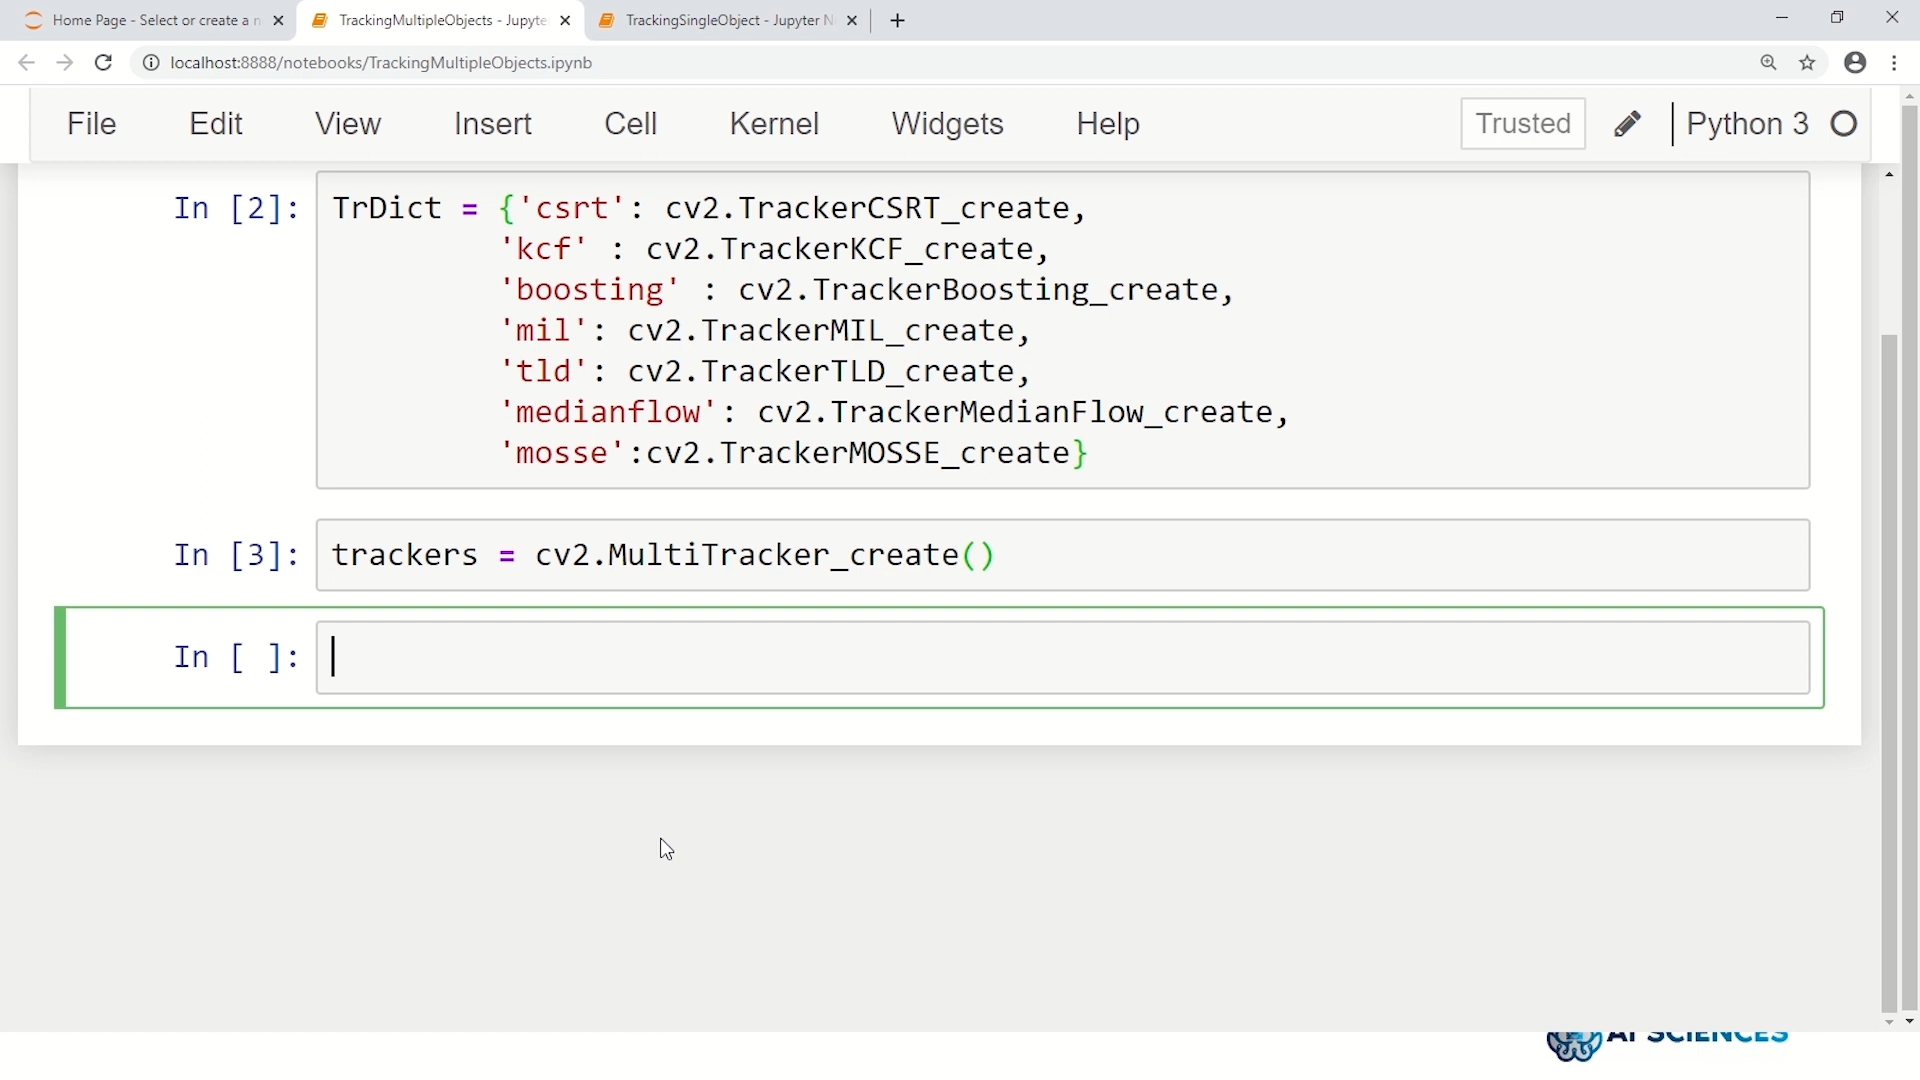 Home Page - Select or create a n
TrackingMultipleObjects - Jupyte
TrackingSingleObject - Jupyter N
localhost:8888/notebooks/TrackingMultipleObjects.ipynb
File Edit View Insert Cell Kernel Widgets Help Trusted Python 3
In [2]: TrDict = {'csrt': cv2.TrackerCSRT_create,
'kcf' : cv2.TrackerKCF_create,
'boosting' : cv2.TrackerBoosting_create,
'mil': cv2.TrackerMIL_create,
'tld': cv2.TrackerTLD_create,
'medianflow': cv2.TrackerMedianFlow_create,
'mosse':cv2.TrackerMOSSE_create}
In [3]: trackers = cv2.MultiTracker_create()
In [ ]:
AI SCIENCES